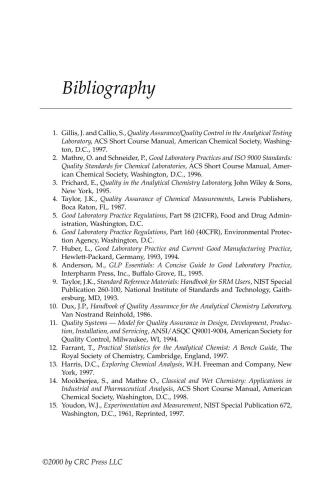 Bibliography
1. Gillis, J. and Callio, S., Quality Assurance/Quality Control in the Analytical Testing
Laboratory, ACS Short Course Manual, American Chemical Society, Washing-
ton, D.C., 1997.
2. Mathre, O. and Schneider, P., Good Laboratory Practices and ISO 9000 Standards:
Quality Standards for Chemical Laboratories, ACS Short Course Manual, Amer-
ican Chemical Society, Washington, D.C., 1996.
3. Prichard, E., Quality in the Analytical Chemistry Laboratory, John Wiley & Sons,
New York, 1995.
4. Taylor, J.K., Quality Assurance of Chemical Measurements, Lewis Publishers,
Boca Raton, FL, 1987.
5. Good Laboratory Practice Regulations, Part 58 (21CFR), Food and Drug Admin-
istration, Washington, D.C.
6. Good Laboratory Practice Regulations, Part 160 (40CFR), Environmental Protec-
tion Agency, Washington, D.C.
7. Huber, L., Good Laboratory Practice and Current Good Manufacturing Practice,
Hewlett-Packard, Germany, 1993, 1994.
8. Anderson, M., GLP Essentials: A Concise Guide to Good Laboratory Practice,
Interpharm Press, Inc., Buffalo Grove, IL, 1995.
9. Taylor, J.K., Standard Reference Materials: Handbook for SRM Users, NIST Special
Publication 260-100, National Institute of Standards and Technology, Gaith-
ersburg, MD, 1993.
10. Dux, J.P., Handbook of Quality Assurance for the Analytical Chemistry Laboratory,
Van Nostrand Reinhold, 1986.
11. Quality Systems — Model for Quality Assurance in Design, Development, Produc-
tion, Installation, and Servicing, ANSI/ASQC Q9001-9004, American Society for
Quality Control, Milwaukee, WI, 1994.
12. Farrant, T., Practical Statistics for the Analytical Chemist: A Bench Guide, The
Royal Society of Chemistry, Cambridge, England, 1997.
13. Harris, D.C., Exploring Chemical Analysis, W.H. Freeman and Company, New
York, 1997.
14. Mookherjea, S., and Mathre O., Classical and Wet Chemistry: Applications in
Industrial and Pharmaceutical Analysis, ACS Short Course Manual, American
Chemical Society, Washington, D.C., 1998.
15. Youdon, W.J., Experimentation and Measurement, NIST Special Publication 672,
Washington, D.C., 1961, Reprinted, 1997.
©2000 by CRC Press LLC